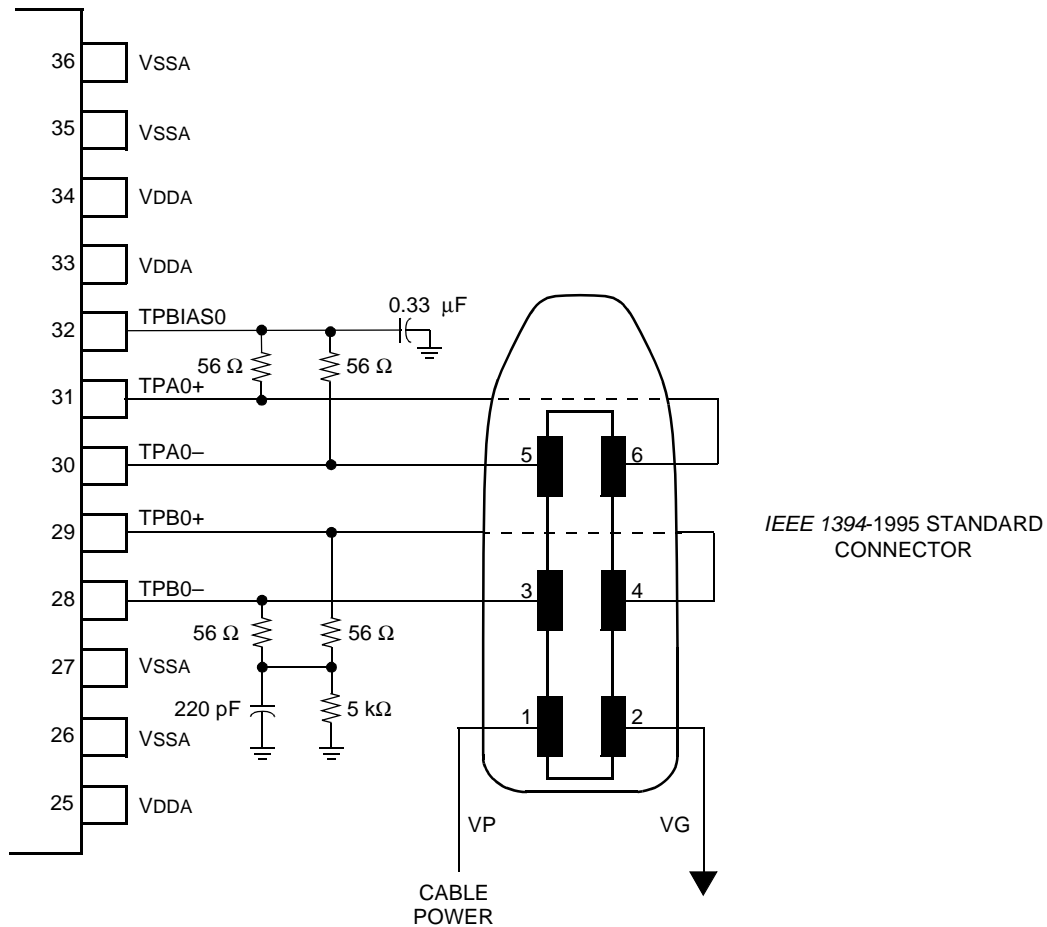 36 VSSA
35 VSSA
34 VDDA
33 VDDA
0.33 μF
32 TPBIAS0
56 Ω 56 Ω
31 TPA0+
30 TPA0–
5 6
29 TPB0+
IEEE 1394-1995 STANDARD
CONNECTOR
28 TPB0–
3 4
56 Ω 56 Ω
27 VSSA
220 pF 5 kΩ
1 2
26 VSSA
25 VDDA
VP VG
CABLE
POWER